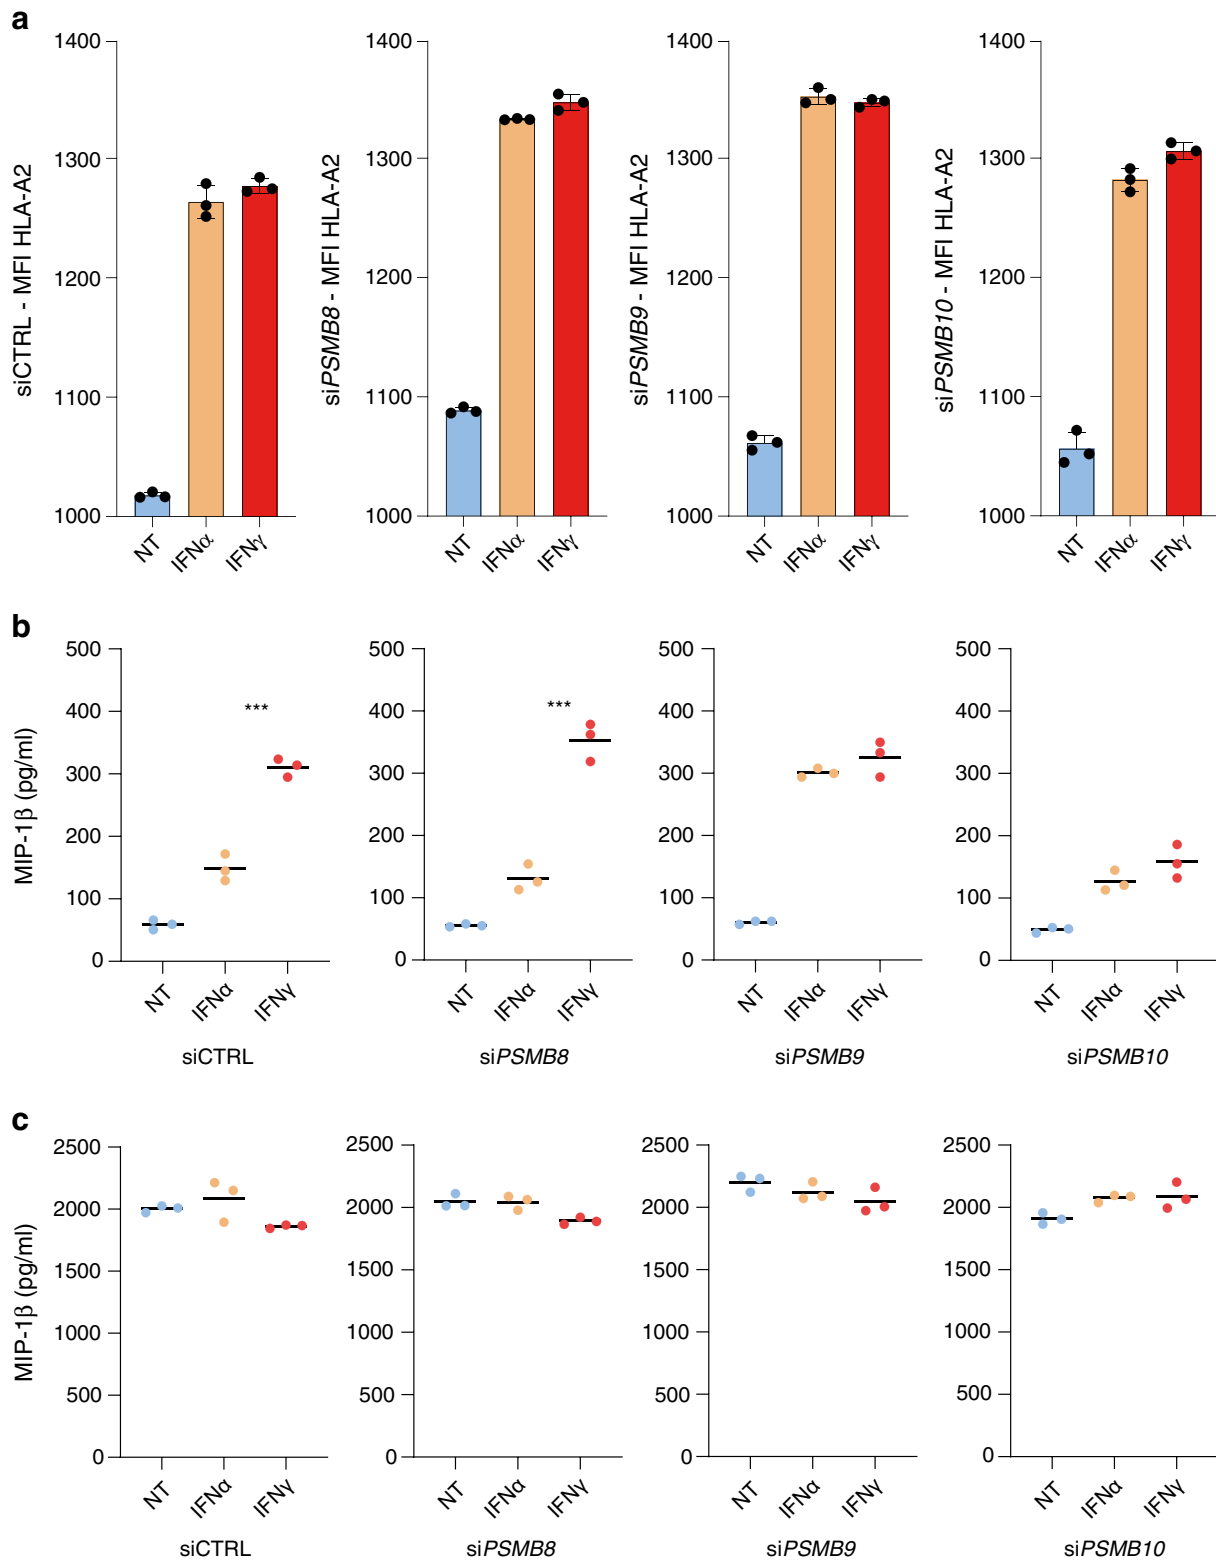 a
siCTRL - MFI HLA-A2
1400
1300
1200
1100
1000
NT
IFNα
IFNγ
siPSMB8 - MFI HLA-A2
1400
1300
1200
1100
1000
NT
IFNα
IFNγ
siPSMB9 - MFI HLA-A2
1400
1300
1200
1100
1000
NT
IFNα
IFNγ
siPSMB10 - MFI HLA-A2
1400
1300
1200
1100
1000
NT
IFNα
IFNγ
b
MIP-1β (pg/ml)
500
400
300
200
100
0
***
NT
IFNα
IFNγ
siCTRL
500
400
300
200
100
0
***
NT
IFNα
IFNγ
siPSMB8
500
400
300
200
100
0
NT
IFNα
IFNγ
siPSMB9
500
400
300
200
100
0
NT
IFNα
IFNγ
siPSMB10
c
MIP-1β (pg/ml)
2500
2000
1500
1000
500
0
NT
IFNα
IFNγ
siCTRL
2500
2000
1500
1000
500
0
NT
IFNα
IFNγ
siPSMB8
2500
2000
1500
1000
500
0
NT
IFNα
IFNγ
siPSMB9
2500
2000
1500
1000
500
0
NT
IFNα
IFNγ
siPSMB10